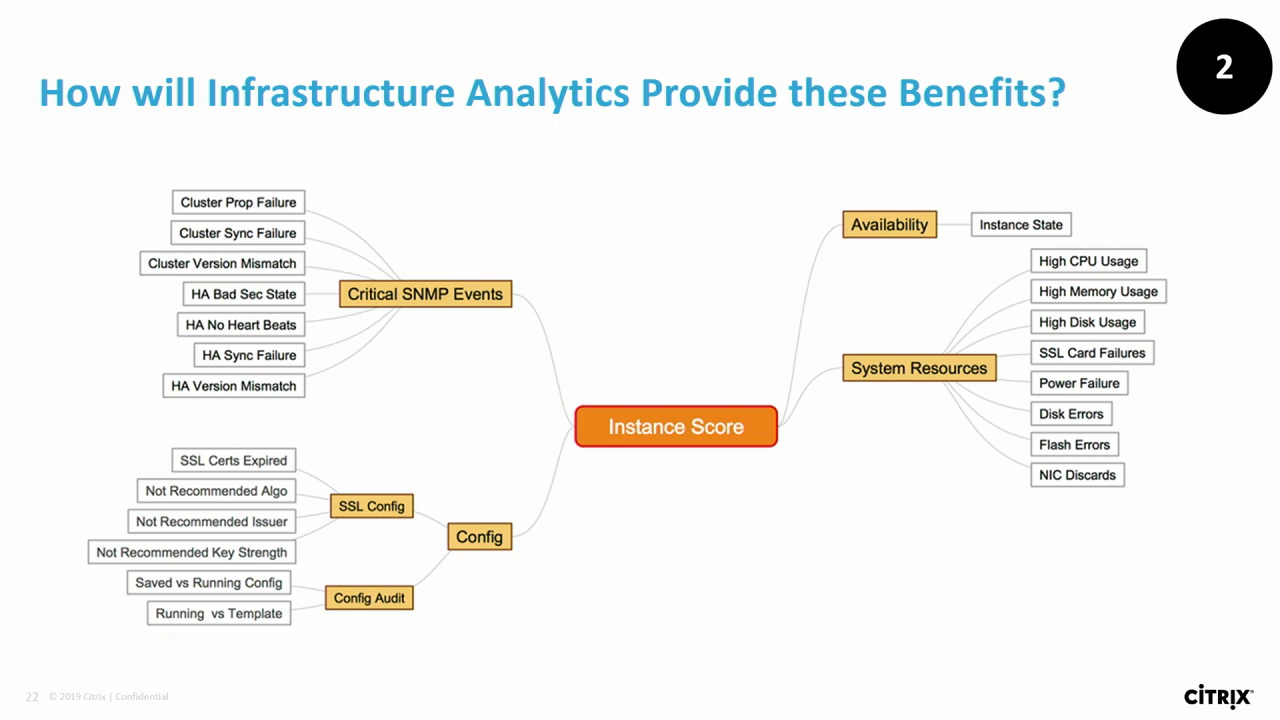 2
How will Infrastructure Analytics Provide these Benefits?
Cluster Prop Failure
Cluster Sync Failure
Cluster Version Mismatch
HA Bad Sec State
HA No Heart Beats
HA Sync Failure
HA Version Mismatch
Critical SNMP Events
SSL Certs Expired
Not Recommended Algo
Not Recommended Issuer
Not Recommended Key Strength
SSL Config
Saved vs Running Config
Running vs Template
Config Audit
Config
Instance Score
Availability
Instance State
System Resources
High CPU Usage
High Memory Usage
High Disk Usage
SSL Card Failures
Power Failure
Disk Errors
Flash Errors
NIC Discards
22 © 2019 Citrix | Confidential
CITRIX